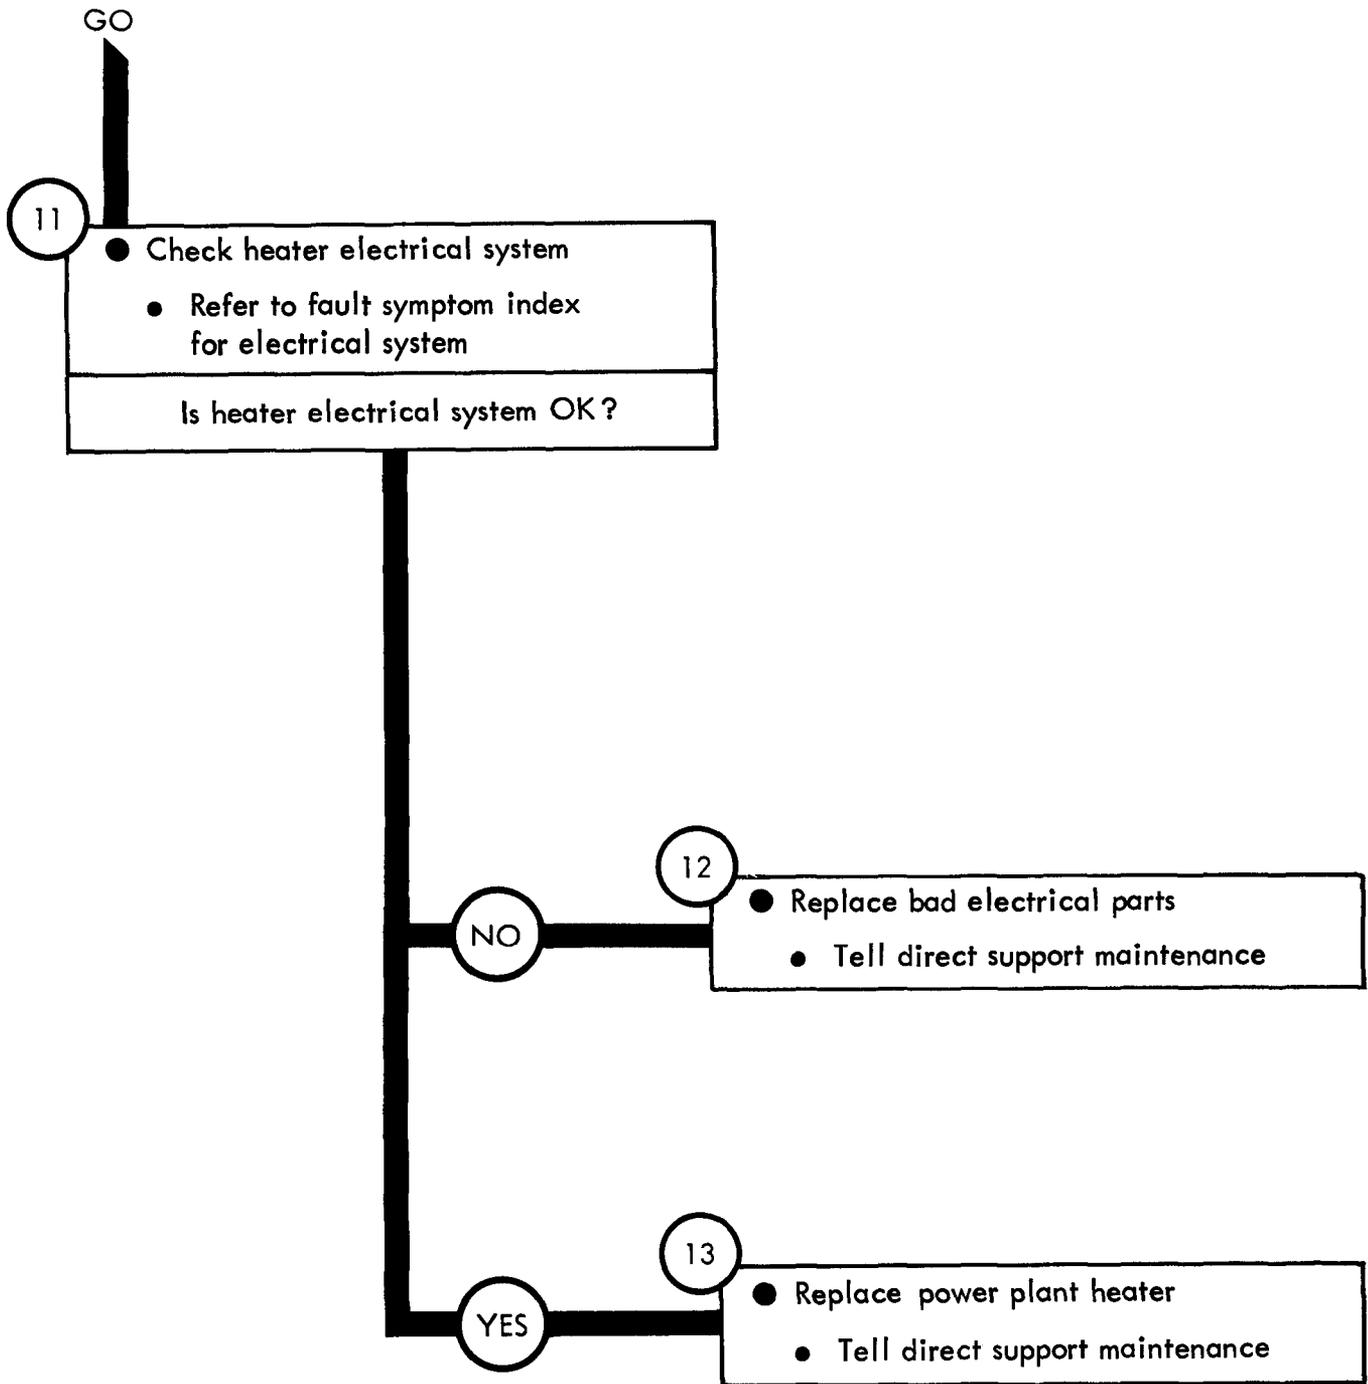 GO
11
● Check heater electrical system
● Refer to fault symptom index
for electrical system
Is heater electrical system OK?
12
● Replace bad electrical parts
NO
● Tell direct support maintenance
13
● Replace power plant heater
YES
● Tell direct support maintenance